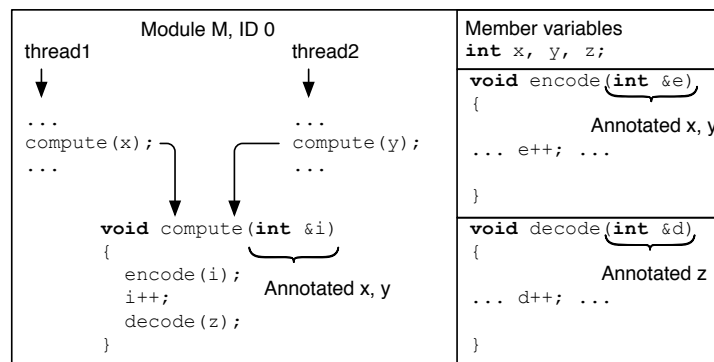 Module M, ID 0
thread1
thread2
...
compute(x);
...
...
compute(y);
...
void compute(int &i)
{
encode(i);
i++;
decode(z);
}
Annotated x, y
Member variables
int x, y, z;
void encode(int &e)
{
Annotated x, y
... e++; ...
}
void decode(int &d)
{
Annotated z
... d++; ...
}